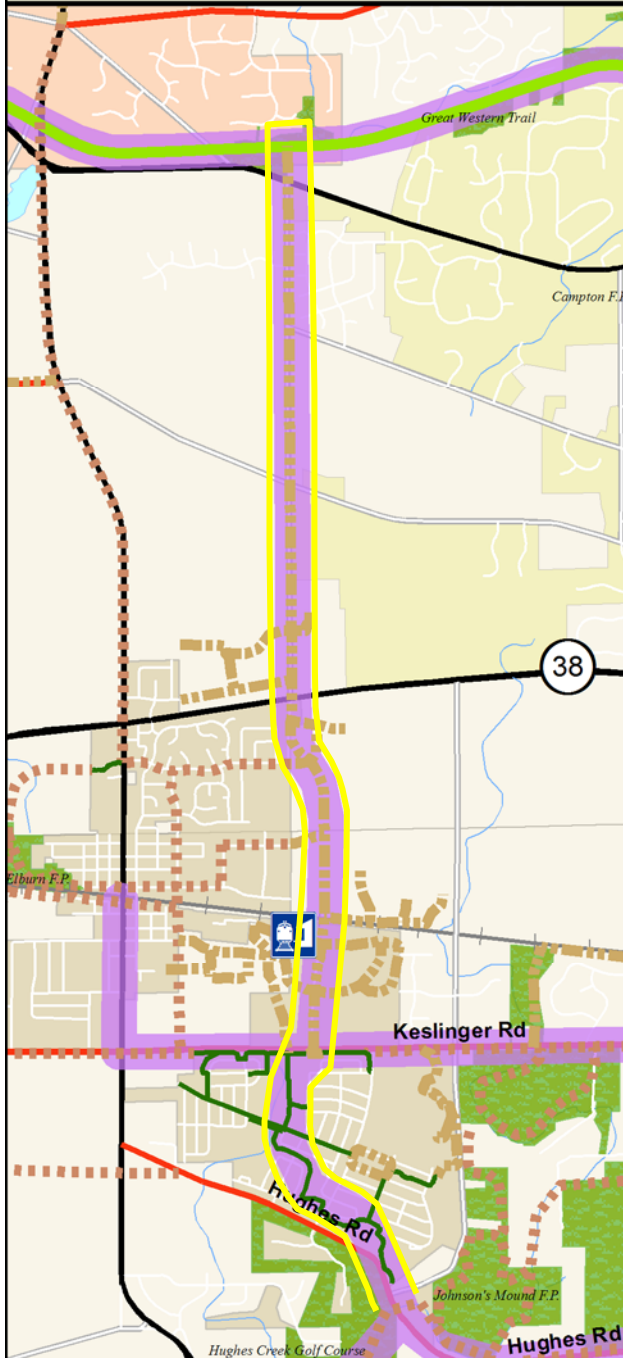 Great Western Trail
Campton F.P
38
Elburn F.P.
Keslinger Rd
Hughes Rd
Johnson's Mound F.P.
Hughes Rd
Hughes Creek Golf Course